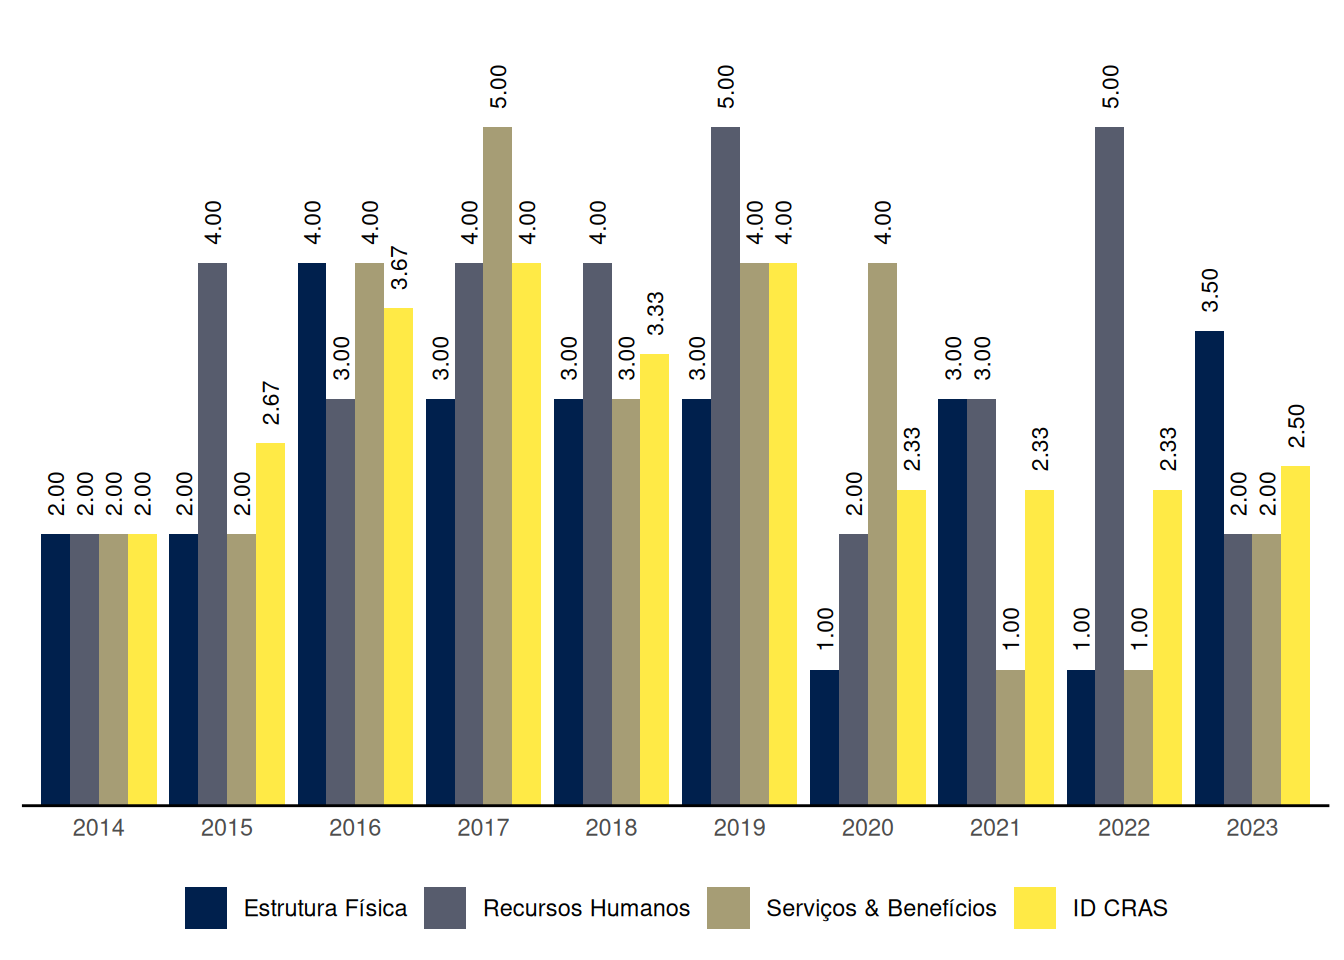 5.00 5.00 5.00
4.00 4.00 4.00 4.00 4.00 4.00 4.00 4.00 4.00
3.67
3.50
3.33
3.00 3.00 3.00 3.00 3.00 3.00 3.00
2.67
2.50
2.33 2.33 2.33
2.00 2.00 2.00 2.00 2.00 2.00 2.00 2.00 2.00
1.00 1.00 1.00 1.00
2014 2015 2016 2017 2018 2019 2020 2021 2022 2023
Estrutura Física Recursos Humanos Serviços & Benefícios ID CRAS